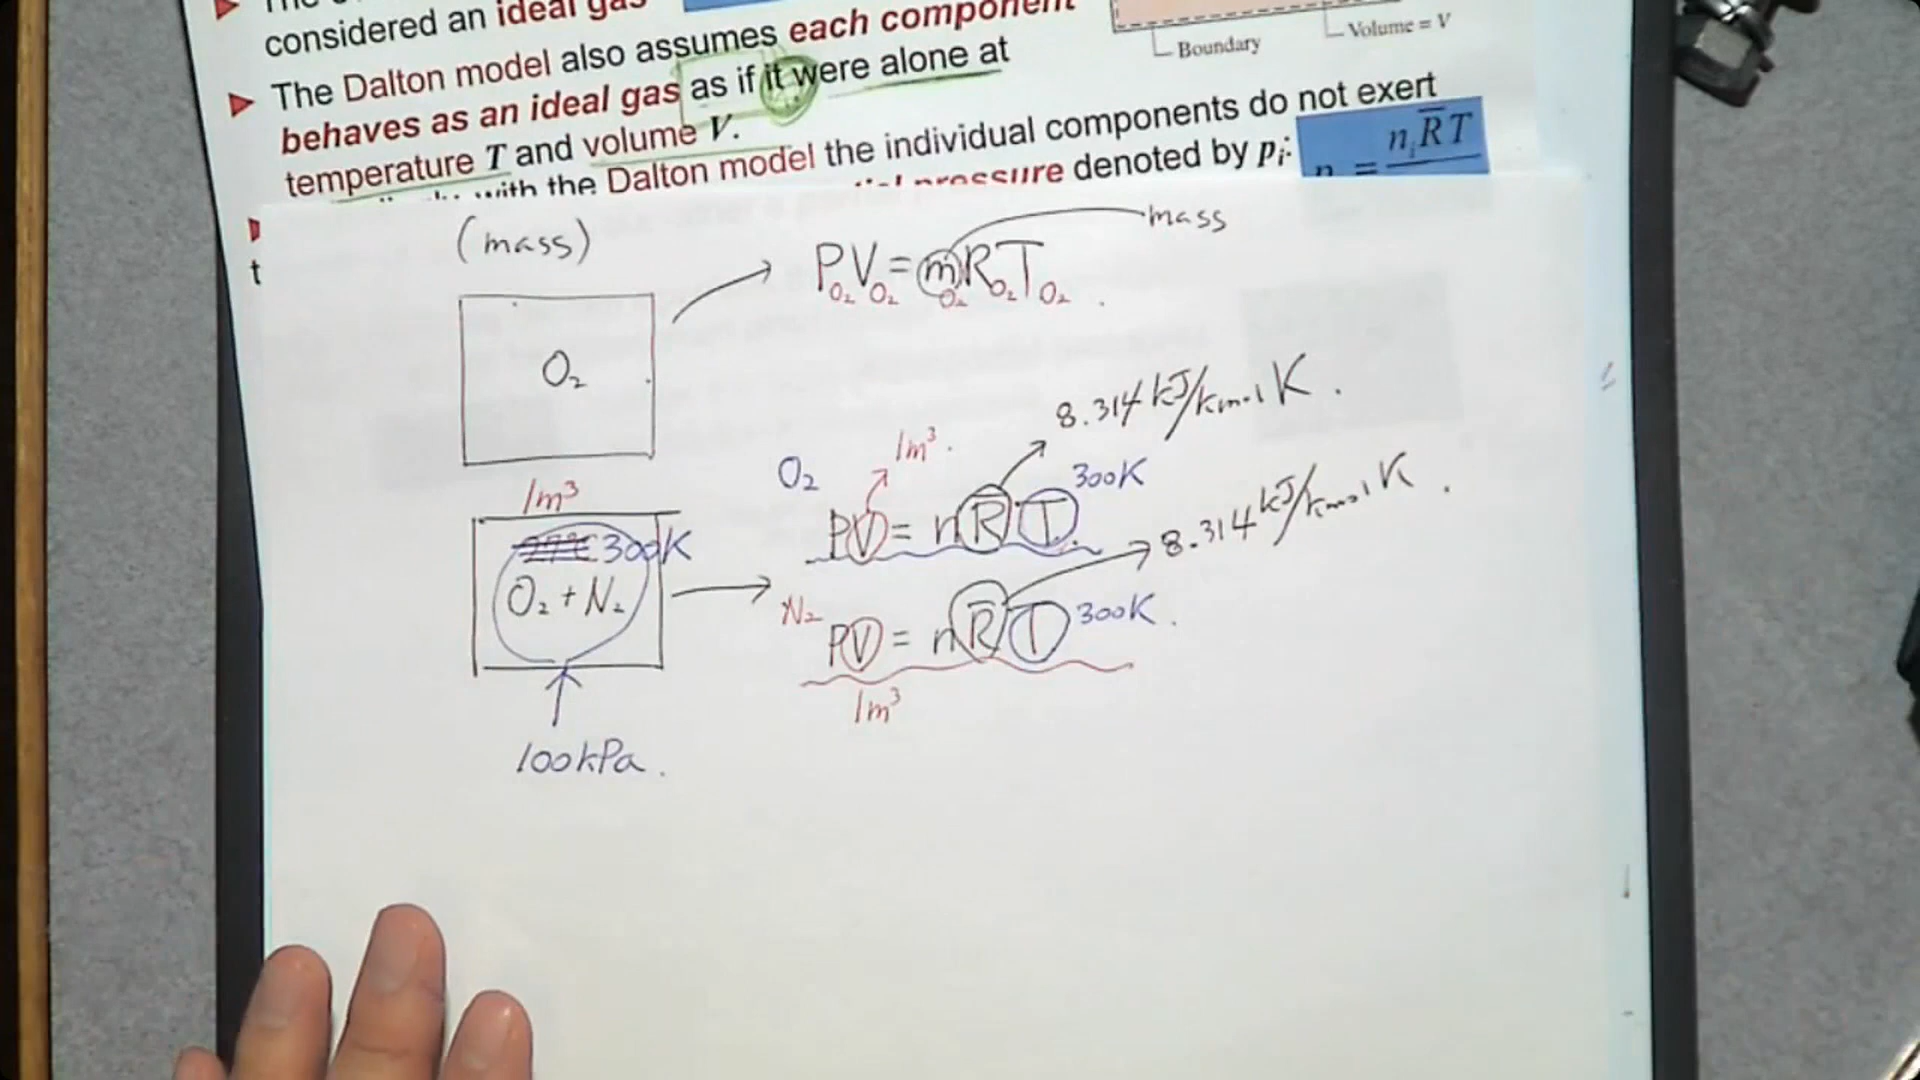 considered an ideal gas
The Dalton model also assumes each component
behaves as an ideal gas as if it were alone at
temperature T and volume V.
with the Dalton model the individual components do not exert
pressure denoted by pi:
niR̅T
=
Boundary
Volume = V
t
(mass)
mass
PO₂VO₂ = mO₂RO₂TO₂ .
O₂
8.314 kJ/kmol K .
1m³ .
O₂
300K
PV = nR̅T .
8.314 kJ/kmol K .
1m³
300K
O₂ + N₂
N₂
PV = nR̅T
300K .
1m³
100kPa .